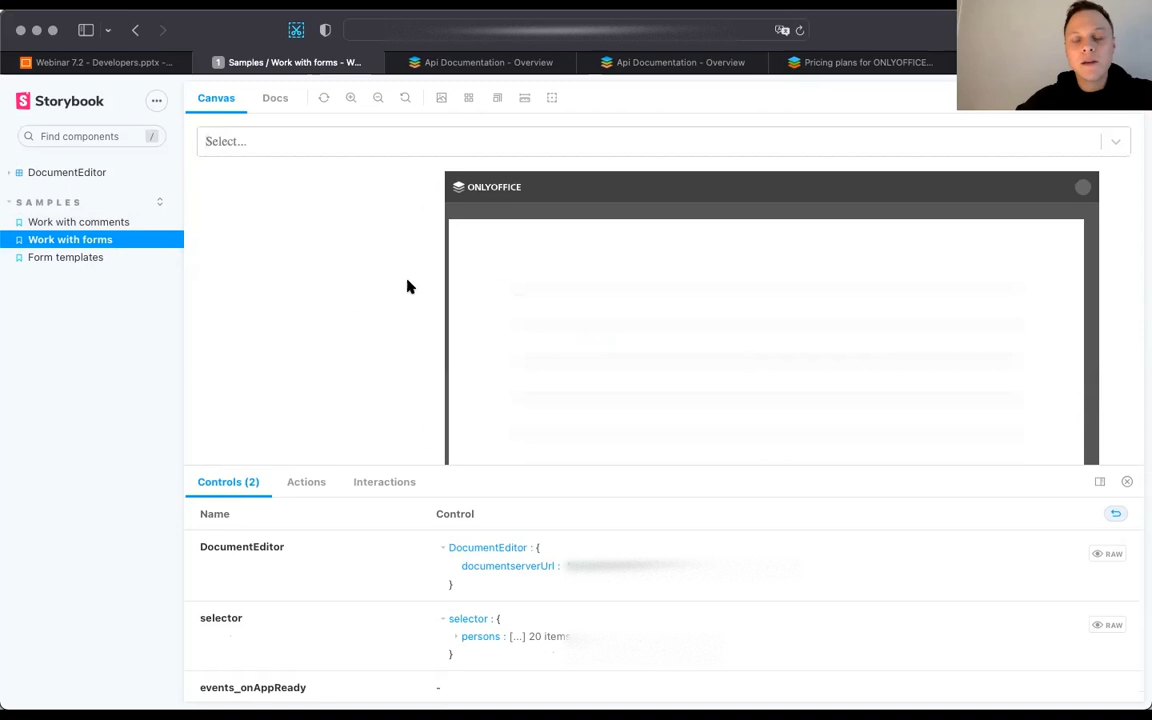 Webinar 7.2 - Developers.pptx -...
1 Samples / Work with forms - W...
Api Documentation - Overview
Api Documentation - Overview
Pricing plans for ONLYOFFICE...
S Storybook
Canvas
Docs
Find components /
Select...
DocumentEditor
SAMPLES
Work with comments
Work with forms
Form templates
ONLYOFFICE
Controls (2)
Actions
Interactions
Name
Control
DocumentEditor
DocumentEditor : {
documentserverUrl :
}
RAW
selector
selector : {
persons : [...] 20 items
}
RAW
events_onAppReady
-